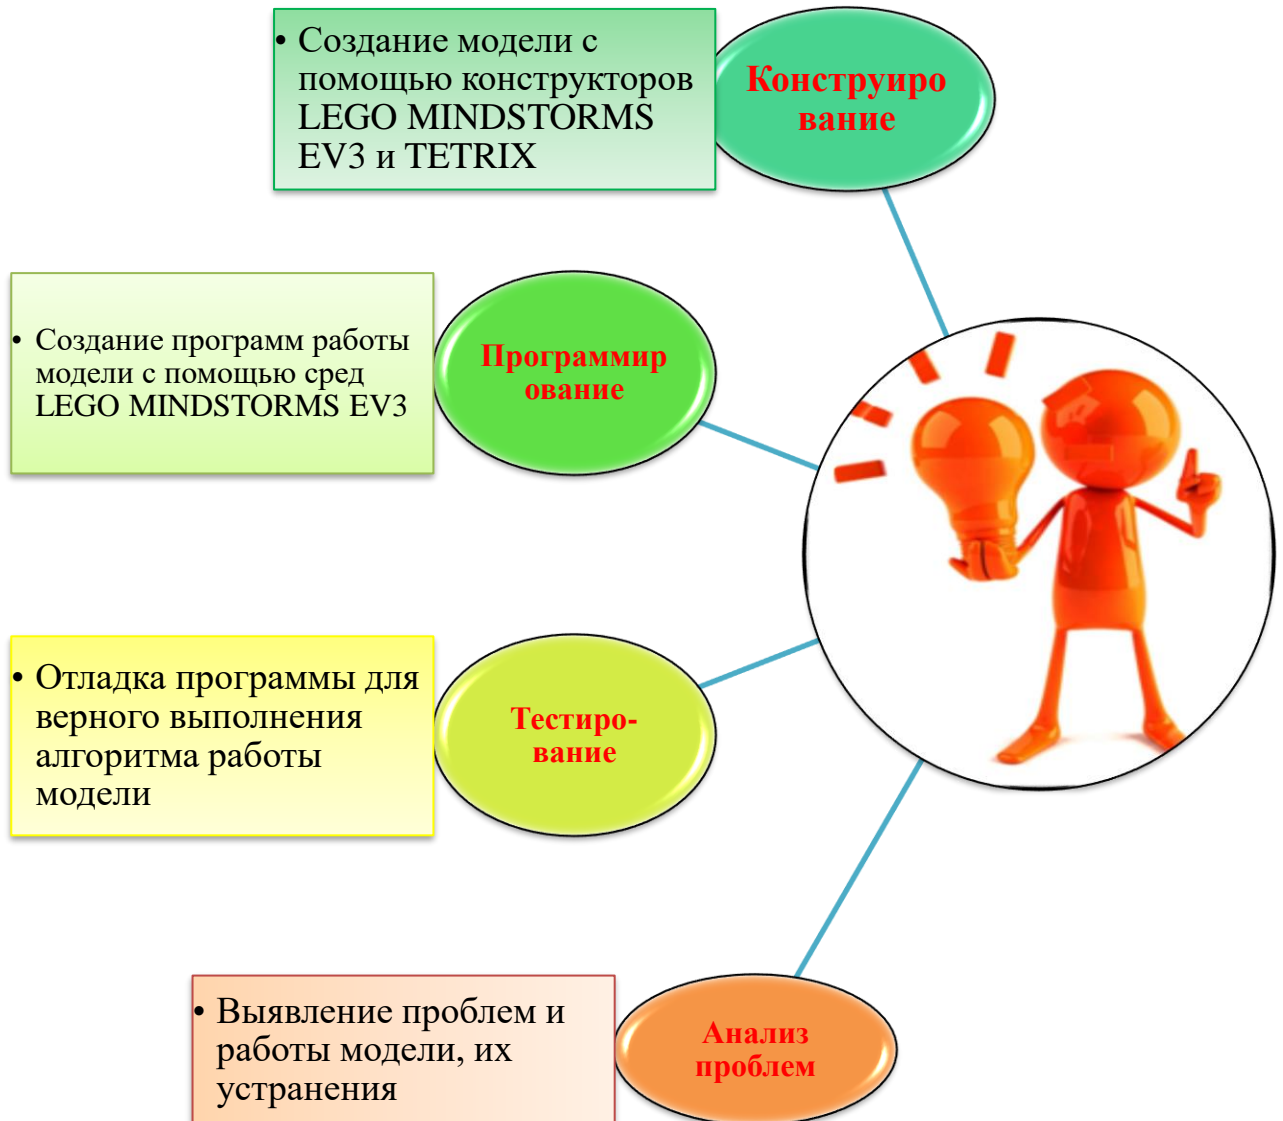 • Создание модели с
помощью конструкторов
LEGO MINDSTORMS
EV3 и TETRIX
Конструиро
вание
• Создание программ работы
модели с помощью сред
LEGO MINDSTORMS EV3
Программир
ование
• Отладка программы для
верного выполнения
алгоритма работы
модели
Тестиро-
вание
• Выявление проблем и
работы модели, их
устранения
Анализ
проблем